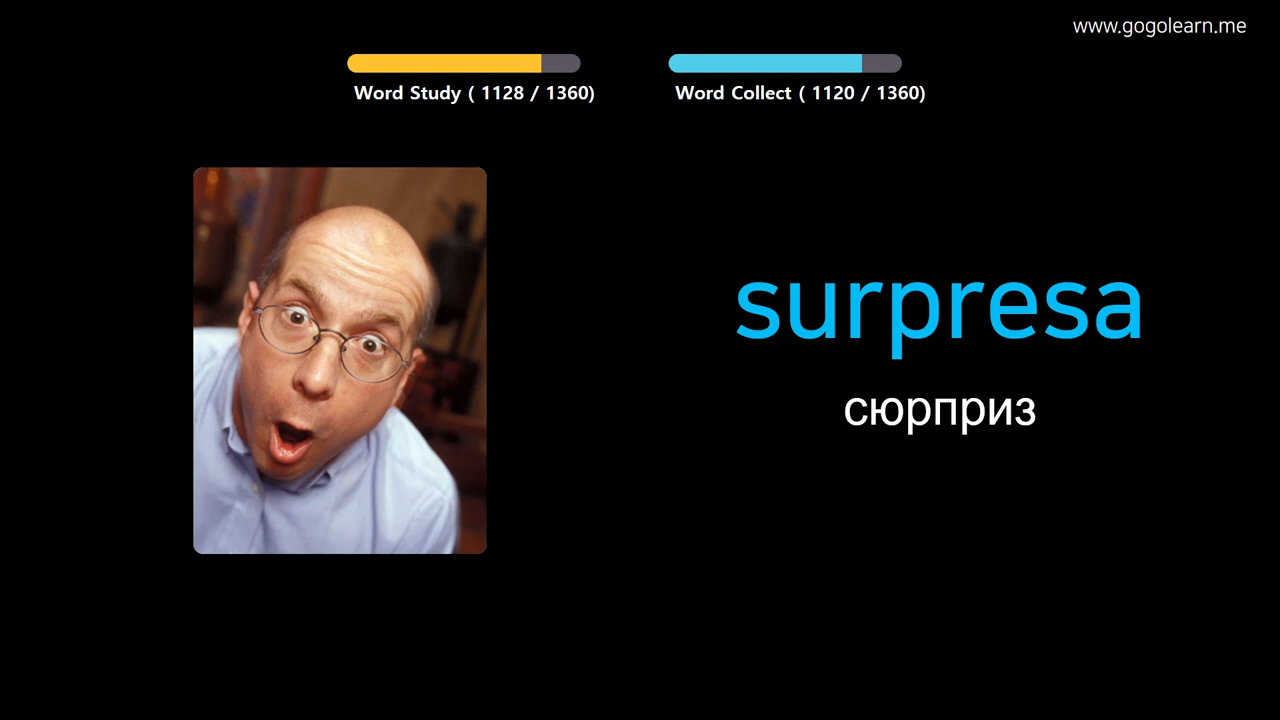 www.gogolearn.me
Word Study ( 1128 / 1360)
Word Collect ( 1120 / 1360)
surpresa
сюрприз